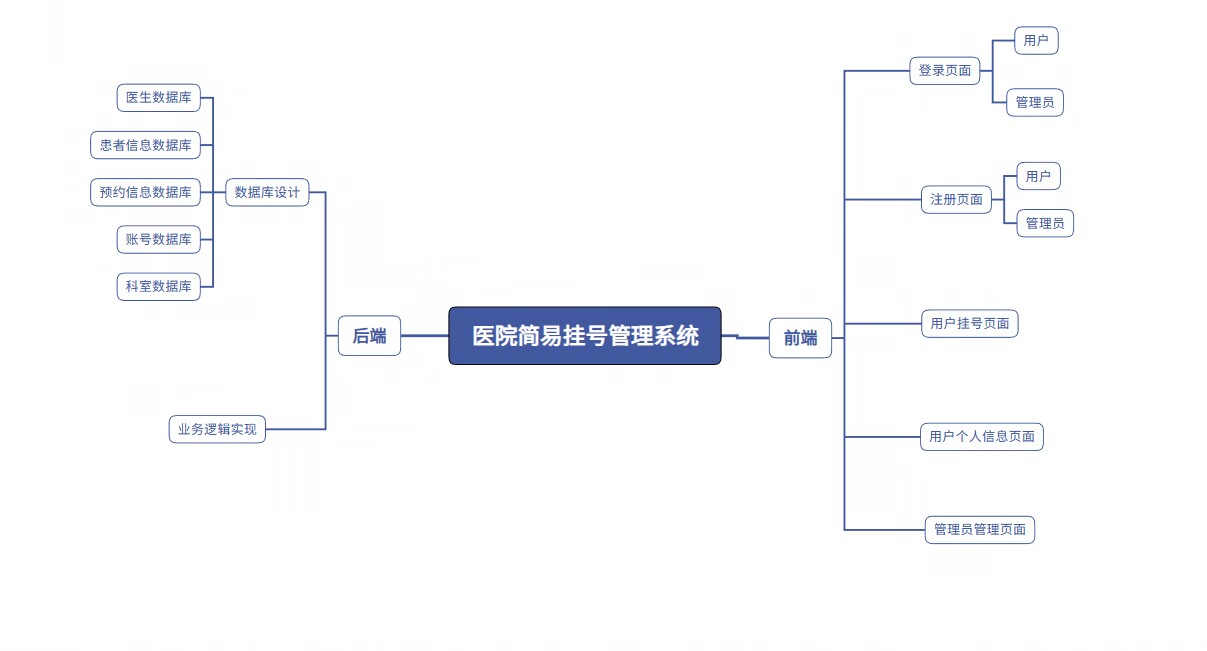 医院简易挂号管理系统
前端
登录页面
用户
管理员
注册页面
用户
管理员
用户挂号页面
用户个人信息页面
管理员管理页面
后端
数据库设计
医生数据库
患者信息数据库
预约信息数据库
账号数据库
科室数据库
业务逻辑实现